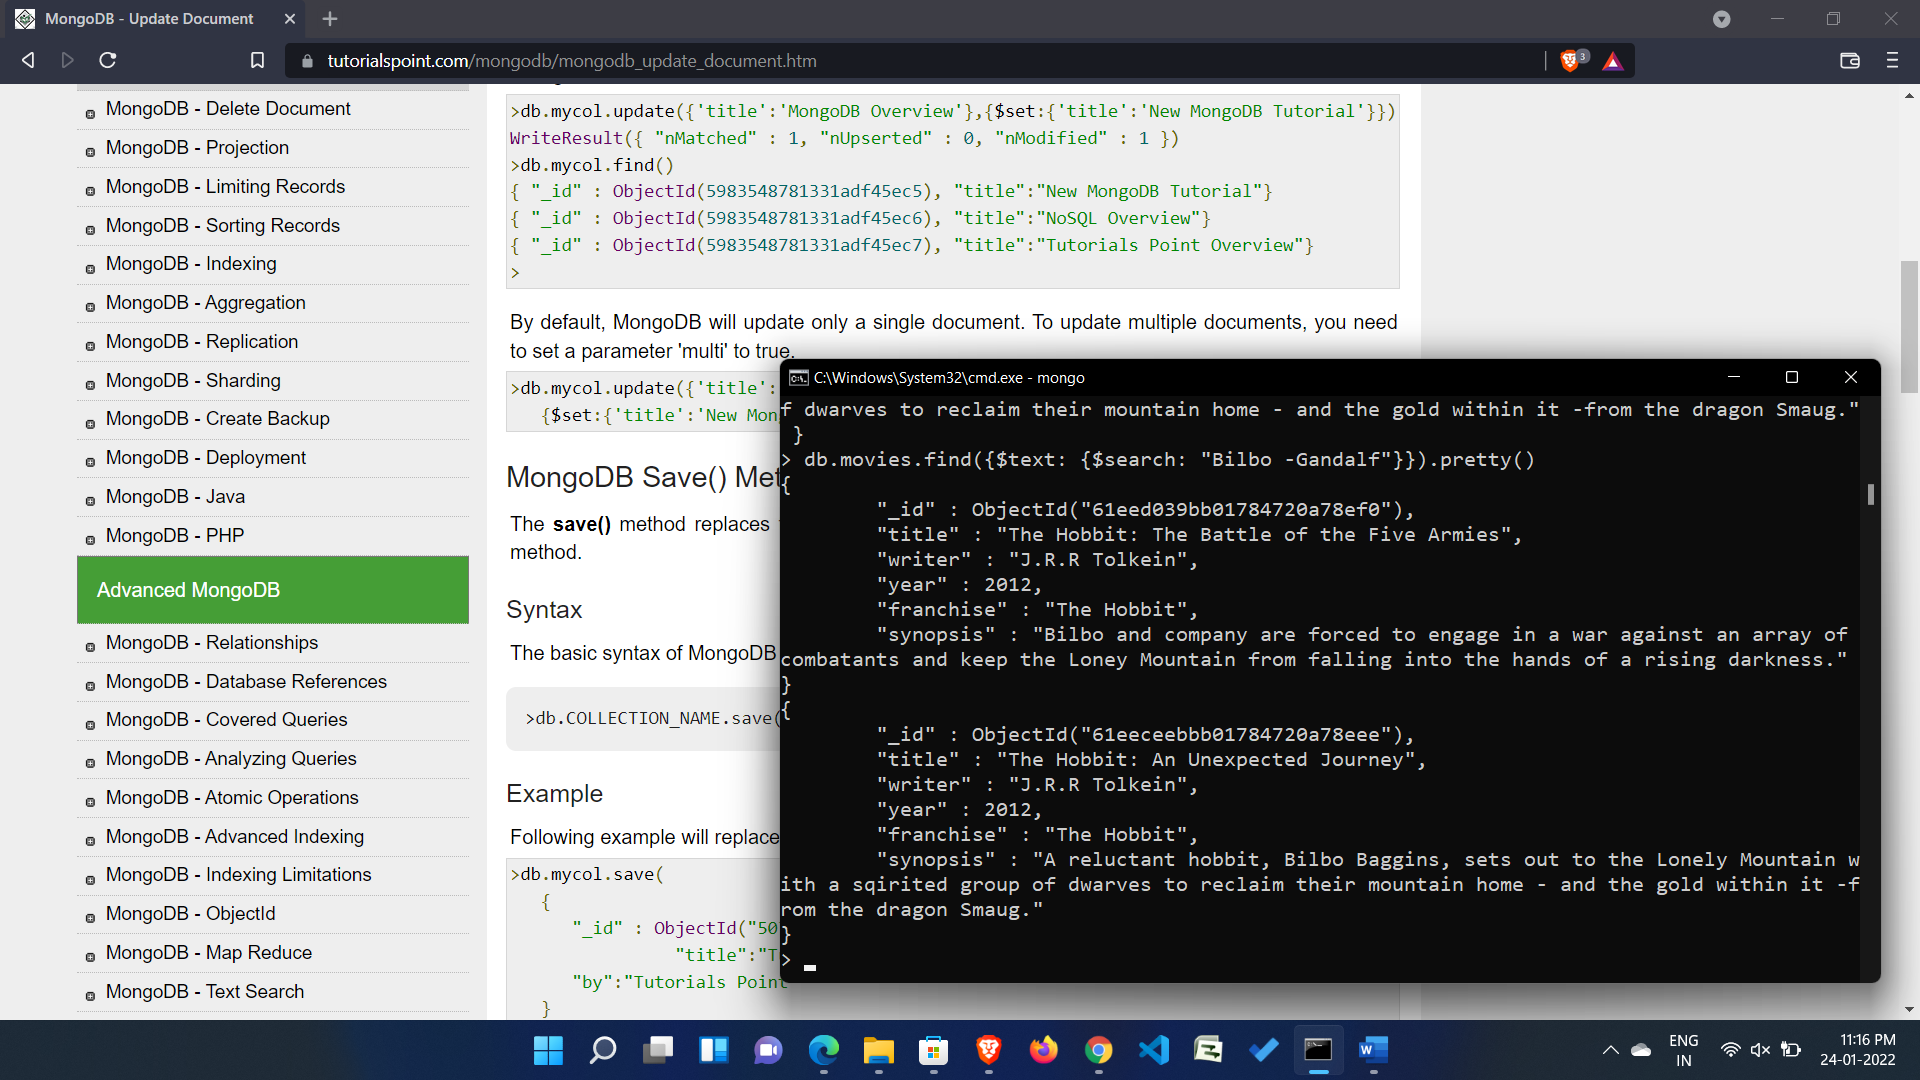 MongoDB - Update Document
tutorialspoint.com/mongodb/mongodb_update_document.htm
3
MongoDB - Delete Document
MongoDB - Projection
MongoDB - Limiting Records
MongoDB - Sorting Records
MongoDB - Indexing
MongoDB - Aggregation
MongoDB - Replication
MongoDB - Sharding
MongoDB - Create Backup
MongoDB - Deployment
MongoDB - Java
MongoDB - PHP
Advanced MongoDB
MongoDB - Relationships
MongoDB - Database References
MongoDB - Covered Queries
MongoDB - Analyzing Queries
MongoDB - Atomic Operations
MongoDB - Advanced Indexing
MongoDB - Indexing Limitations
MongoDB - ObjectId
MongoDB - Map Reduce
MongoDB - Text Search
>db.mycol.update({'title':'MongoDB Overview'},{$set:{'title':'New MongoDB Tutorial'}})
WriteResult({ "nMatched" : 1, "nUpserted" : 0, "nModified" : 1 })
>db.mycol.find()
{ "_id" : ObjectId(5983548781331adf45ec5), "title":"New MongoDB Tutorial"}
{ "_id" : ObjectId(5983548781331adf45ec6), "title":"NoSQL Overview"}
{ "_id" : ObjectId(5983548781331adf45ec7), "title":"Tutorials Point Overview"}
>
By default, MongoDB will update only a single document. To update multiple documents, you need
to set a parameter 'multi' to true.
>db.mycol.update({'title':
{$set:{'title':'New Mon
MongoDB Save() Met
The save() method replaces
method.
Syntax
The basic syntax of MongoDB
>db.COLLECTION_NAME.save(
Example
Following example will replace
>db.mycol.save(
{
"_id" : ObjectId("50
"title":"T
"by":"Tutorials Point
}
C:\Windows\System32\cmd.exe - mongo
f dwarves to reclaim their mountain home - and the gold within it -from the dragon Smaug."
}
> db.movies.find({$text: {$search: "Bilbo -Gandalf"}}).pretty()
{
"_id" : ObjectId("61eed039bb01784720a78ef0"),
"title" : "The Hobbit: The Battle of the Five Armies",
"writer" : "J.R.R Tolkein",
"year" : 2012,
"franchise" : "The Hobbit",
"synopsis" : "Bilbo and company are forced to engage in a war against an array of
combatants and keep the Loney Mountain from falling into the hands of a rising darkness."
}
{
"_id" : ObjectId("61eeceebbb01784720a78eee"),
"title" : "The Hobbit: An Unexpected Journey",
"writer" : "J.R.R Tolkein",
"year" : 2012,
"franchise" : "The Hobbit",
"synopsis" : "A reluctant hobbit, Bilbo Baggins, sets out to the Lonely Mountain w
ith a sqirited group of dwarves to reclaim their mountain home - and the gold within it -f
rom the dragon Smaug."
}
>
ENG
IN
11:16 PM
24-01-2022